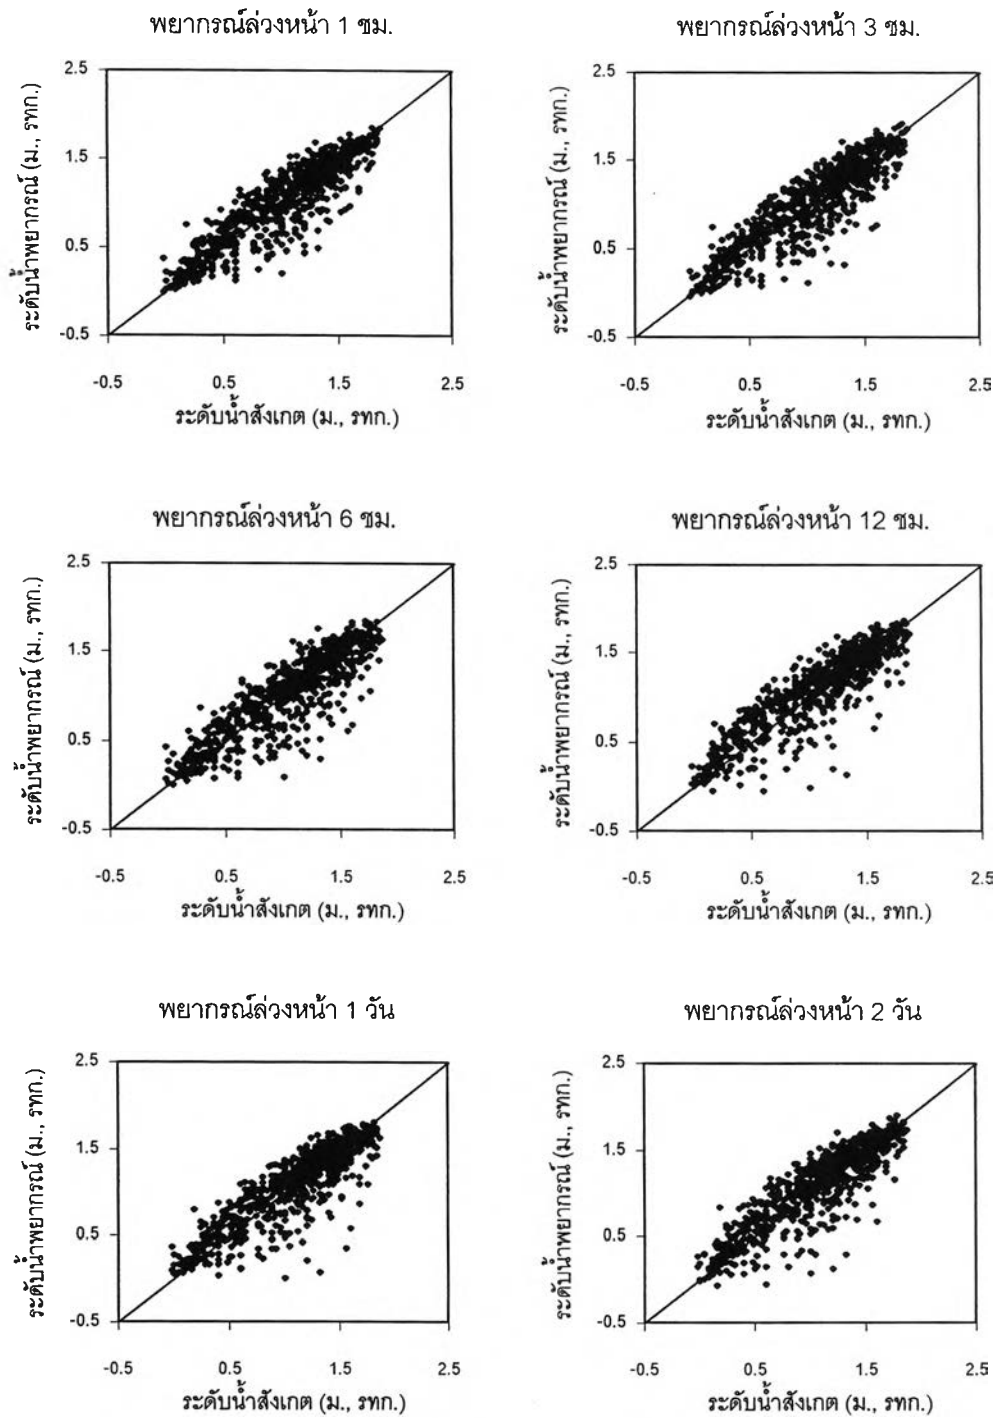 พยากรณ์ล่วงหน้า 1 ชม.
2.5
1.5
0.5
-0.5
-0.5 0.5 1.5 2.5
ระดับน้ำพยากรณ์ (ม., รทก.)
ระดับน้ำสังเกต (ม., รทก.)
พยากรณ์ล่วงหน้า 3 ชม.
2.5
1.5
0.5
-0.5
-0.5 0.5 1.5 2.5
ระดับน้ำพยากรณ์ (ม., รทก.)
ระดับน้ำสังเกต (ม., รทก.)
พยากรณ์ล่วงหน้า 6 ชม.
2.5
1.5
0.5
-0.5
-0.5 0.5 1.5 2.5
ระดับน้ำพยากรณ์ (ม., รทก.)
ระดับน้ำสังเกต (ม., รทก.)
พยากรณ์ล่วงหน้า 12 ชม.
2.5
1.5
0.5
-0.5
-0.5 0.5 1.5 2.5
ระดับน้ำพยากรณ์ (ม., รทก.)
ระดับน้ำสังเกต (ม., รทก.)
พยากรณ์ล่วงหน้า 1 วัน
2.5
1.5
0.5
-0.5
-0.5 0.5 1.5 2.5
ระดับน้ำพยากรณ์ (ม., รทก.)
ระดับน้ำสังเกต (ม., รทก.)
พยากรณ์ล่วงหน้า 2 วัน
2.5
1.5
0.5
-0.5
-0.5 0.5 1.5 2.5
ระดับน้ำพยากรณ์ (ม., รทก.)
ระดับน้ำสังเกต (ม., รทก.)